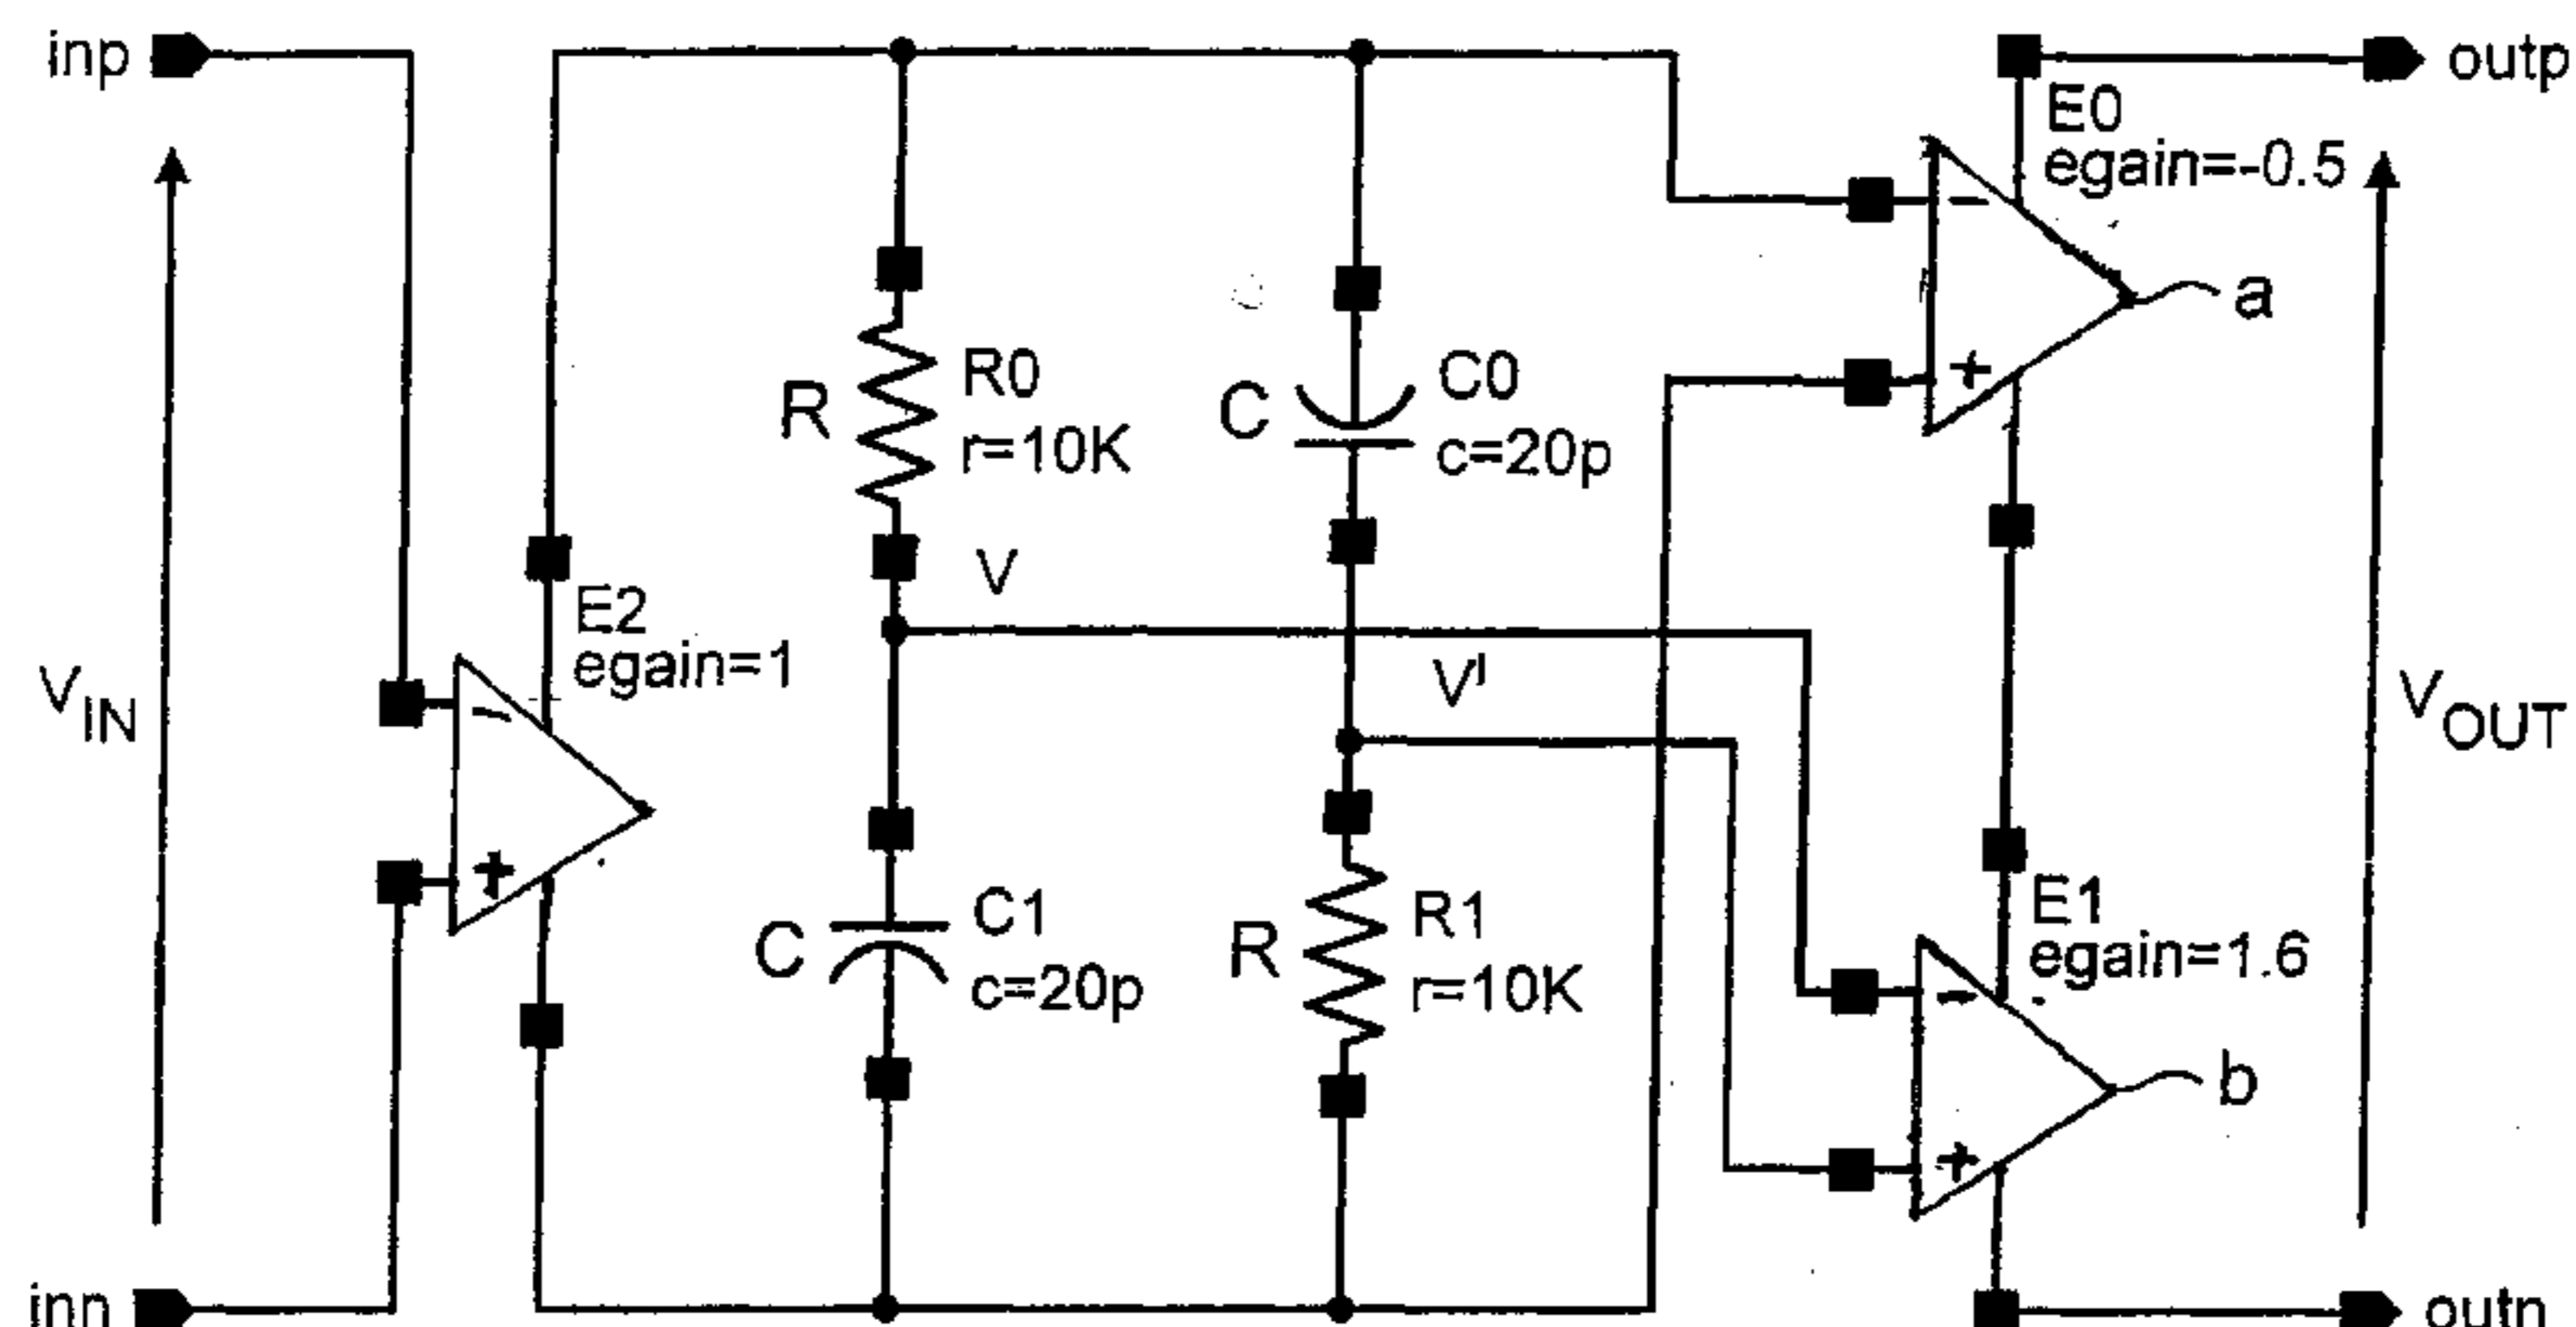 inp
outp
E0
egain=-0.5
-
a
R
R0
r=10K
C
C0
c=20p
+
V
E2
egain=1
V'
VIN
-
VOUT
+
E1
egain=1.6
C
C1
c=20p
R
R1
r=10K
-
b
+
inn
outn